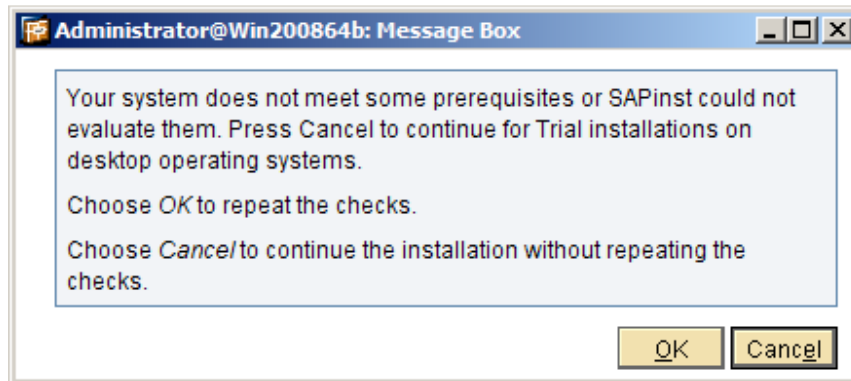 Administrator@Win200864b: Message Box
Your system does not meet some prerequisites or SAPinst could not
evaluate them. Press Cancel to continue for Trial installations on
desktop operating systems.
Choose OK to repeat the checks.
Choose Cancel to continue the installation without repeating the
checks.
OK Cancel